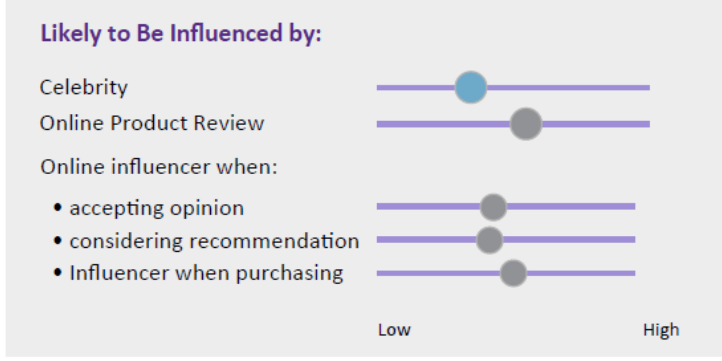 Likely to Be Influenced by:
Celebrity
Online Product Review
Online influencer when:
• accepting opinion
• considering recommendation
• Influencer when purchasing
Low High